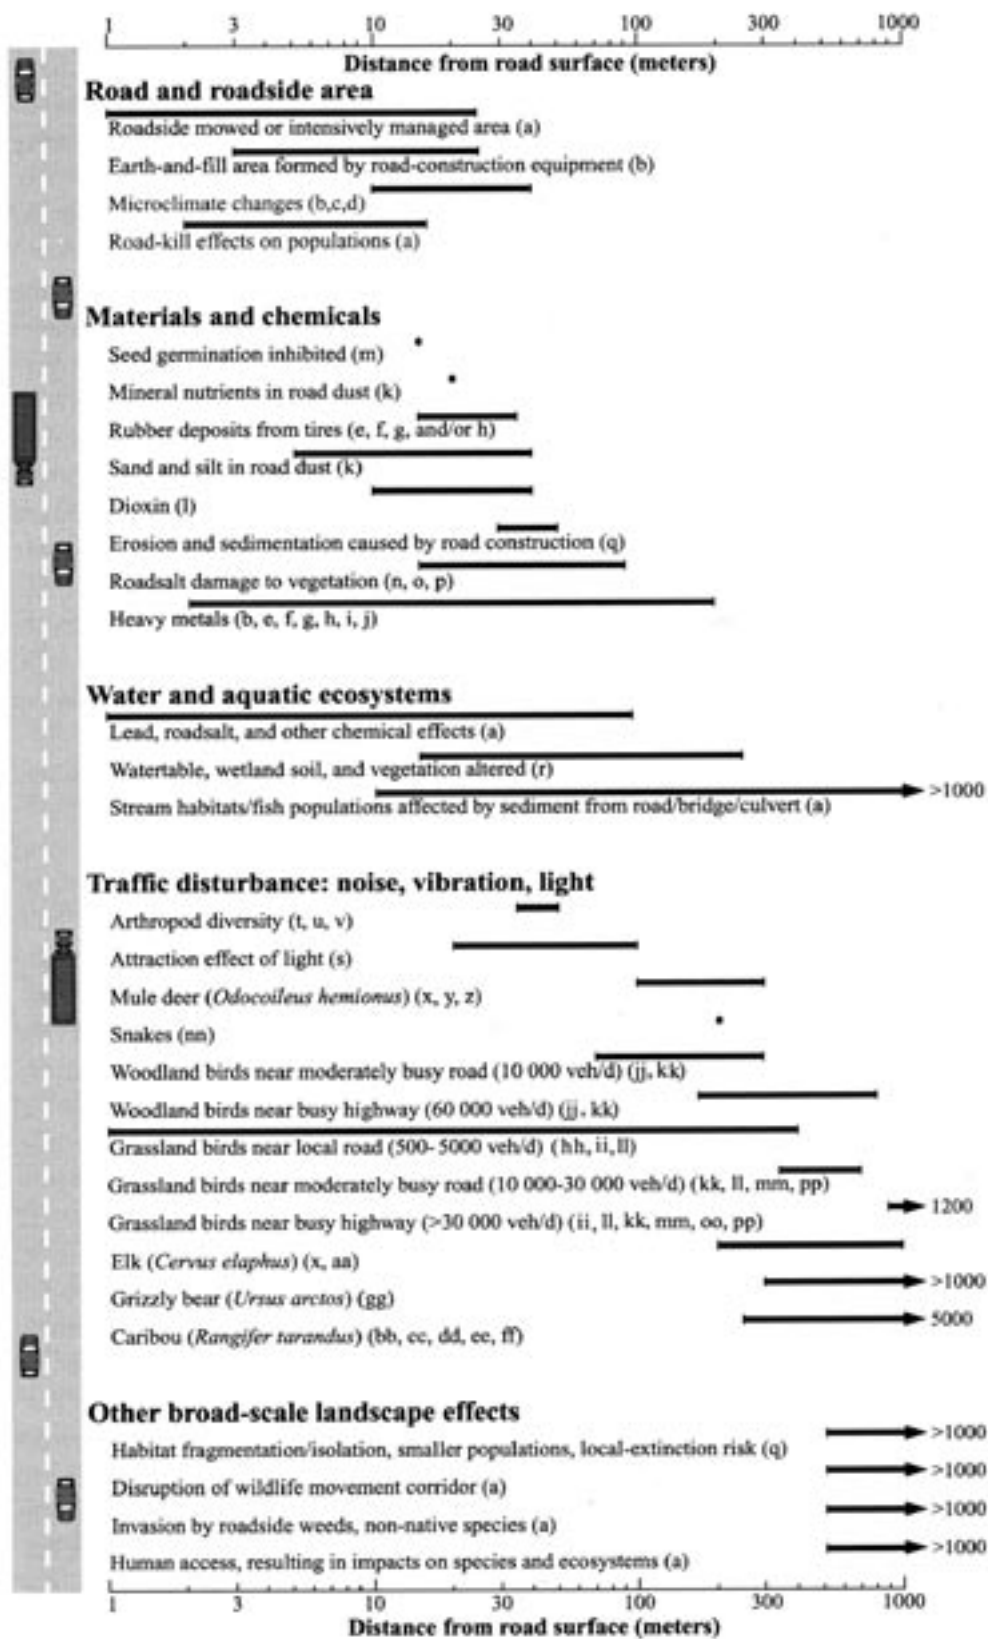 1 3 10 30 100 300 1000
Distance from road surface (meters)
Road and roadside area
Roadside mowed or intensively managed area (a)
Earth-and-fill area formed by road-construction equipment (b)
Microclimate changes (b,c,d)
Road-kill effects on populations (a)
Materials and chemicals
Seed germination inhibited (m)
Mineral nutrients in road dust (k)
Rubber deposits from tires (e, f, g, and/or h)
Sand and silt in road dust (k)
Dioxin (l)
Erosion and sedimentation caused by road construction (q)
Roadsalt damage to vegetation (n, o, p)
Heavy metals (b, e, f, g, h, i, j)
Water and aquatic ecosystems
Lead, roadsalt, and other chemical effects (a)
Watertable, wetland soil, and vegetation altered (r)
>1000
Stream habitats/fish populations affected by sediment from road/bridge/culvert (a)
Traffic disturbance: noise, vibration, light
Arthropod diversity (t, u, v)
Attraction effect of light (s)
Mule deer (Odocoileus hemionus) (x, y, z)
Snakes (nn)
Woodland birds near moderately busy road (10 000 veh/d) (jj, kk)
Woodland birds near busy highway (60 000 veh/d) (jj, kk)
Grassland birds near local road (500-5000 veh/d) (hh, ii, ll)
Grassland birds near moderately busy road (10 000-30 000 veh/d) (kk, ll, mm, pp)
1200
Grassland birds near busy highway (>30 000 veh/d) (ii, ll, kk, mm, oo, pp)
Elk (Cervus elaphus) (x, aa)
>1000
Grizzly bear (Ursus arctos) (gg)
5000
Caribou (Rangifer tarandus) (bb, cc, dd, ee, ff)
Other broad-scale landscape effects
>1000
Habitat fragmentation/isolation, smaller populations, local-extinction risk (q)
>1000
Disruption of wildlife movement corridor (a)
>1000
Invasion by roadside weeds, non-native species (a)
>1000
Human access, resulting in impacts on species and ecosystems (a)
1 3 10 30 100 300 1000
Distance from road surface (meters)